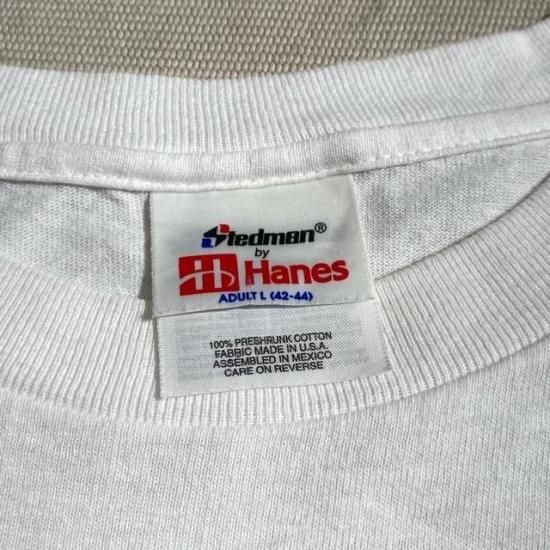 Stedman®
by
Hanes
ADULT L (42-44)
100% PRESHRUNK COTTON
FABRIC MADE IN U.S.A.
ASSEMBLED IN MEXICO
CARE ON REVERSE